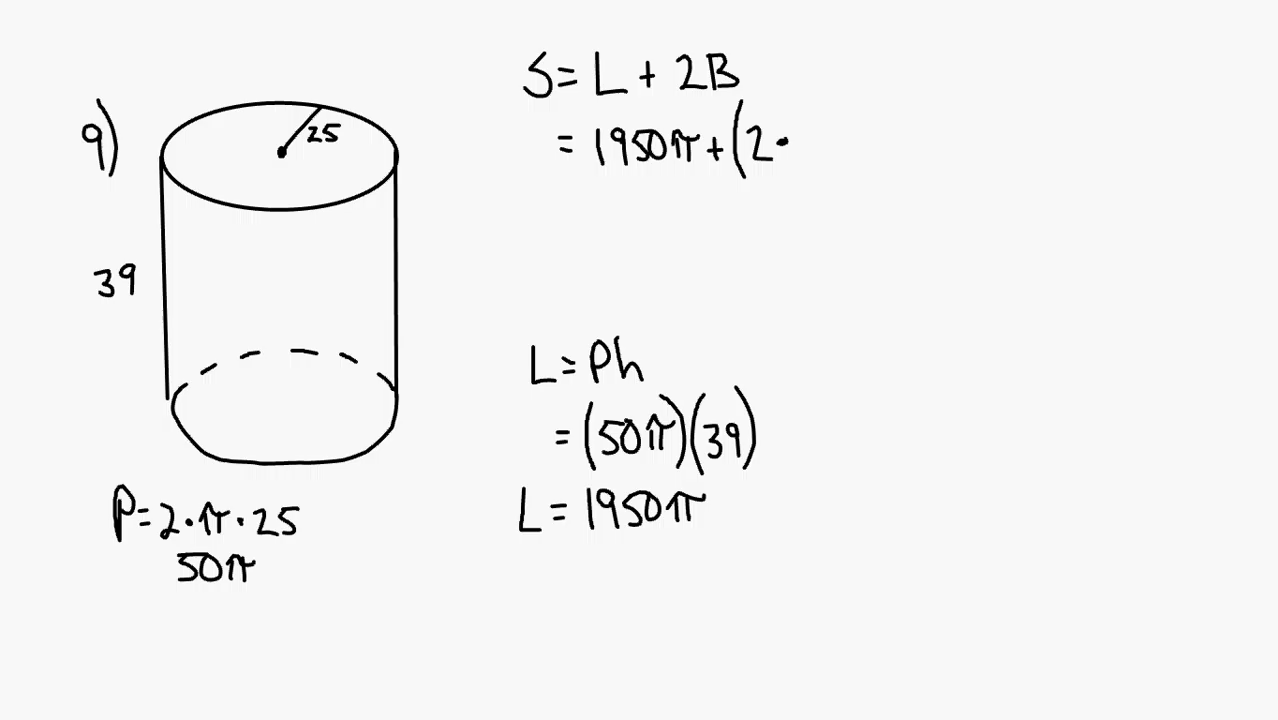 9)
25
39
P=2·π·25
50π
S= L + 2B
= 1950π+(2·
L= Ph
=(50π)(39)
L= 1950π